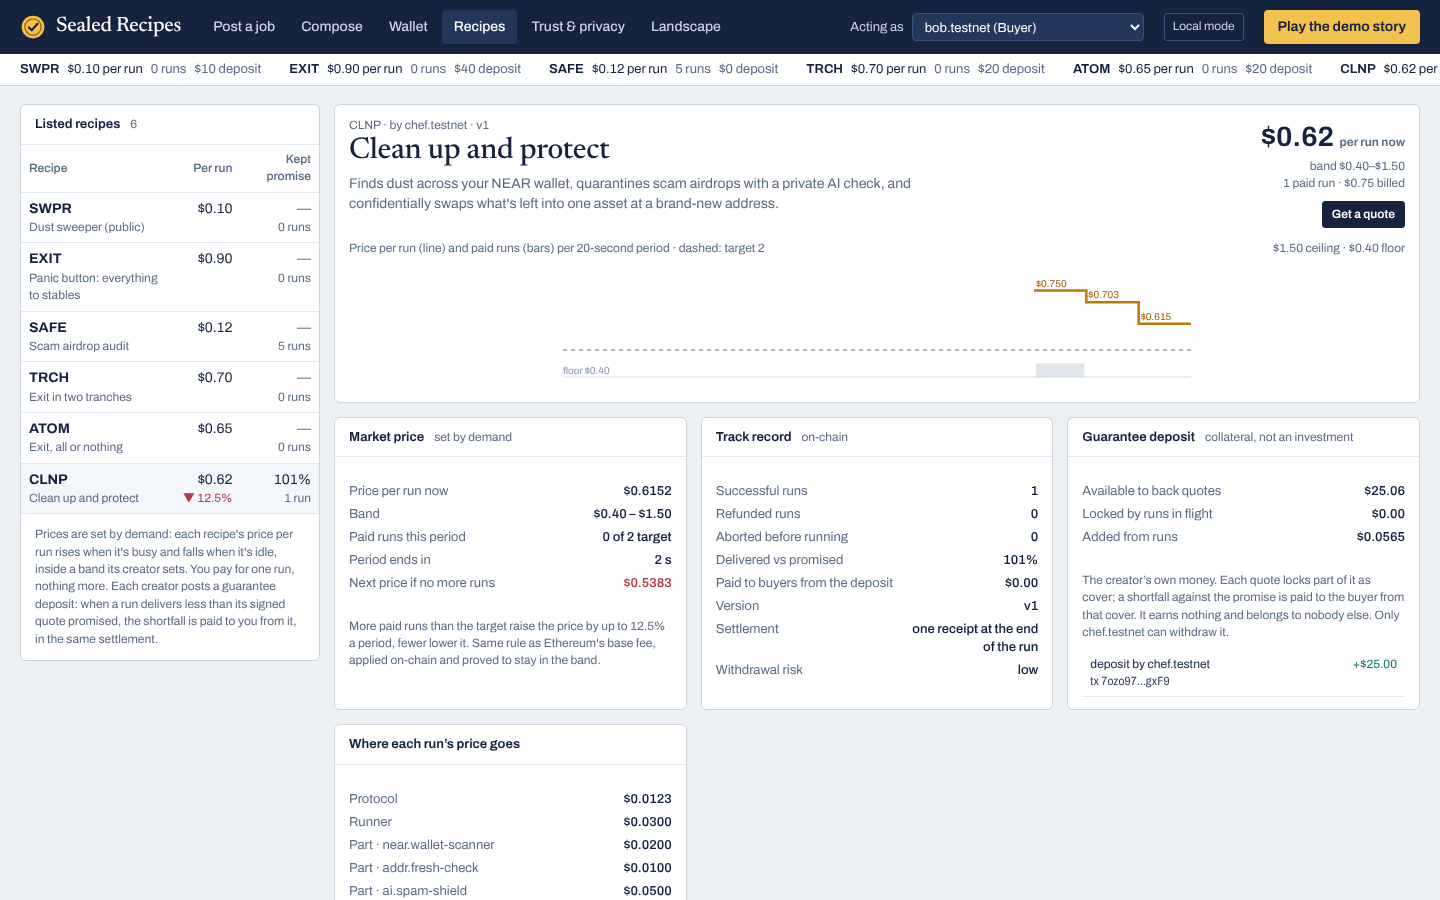 Sealed Recipes Post a job Compose Wallet Recipes Trust & privacy Landscape Acting as bob.testnet (Buyer) Local mode Play the demo story
SWPR $0.10 per run 0 runs $10 deposit EXIT $0.90 per run 0 runs $40 deposit SAFE $0.12 per run 5 runs $0 deposit TRCH $0.70 per run 0 runs $20 deposit ATOM $0.65 per run 0 runs $20 deposit CLNP $0.62 per
Listed recipes 6
Recipe Per run Kept promise
SWPR $0.10 —
Dust sweeper (public) 0 runs
EXIT $0.90 —
Panic button: everything 0 runs
to stables
SAFE $0.12 —
Scam airdrop audit 5 runs
TRCH $0.70 —
Exit in two tranches 0 runs
ATOM $0.65 —
Exit, all or nothing 0 runs
CLNP $0.62 101%
Clean up and protect ▼ 12.5% 1 run
Prices are set by demand: each recipe's price per
run rises when it's busy and falls when it's idle,
inside a band its creator sets. You pay for one run,
nothing more. Each creator posts a guarantee
deposit: when a run delivers less than its signed
quote promised, the shortfall is paid to you from it,
in the same settlement.
CLNP · by chef.testnet · v1
Clean up and protect
Finds dust across your NEAR wallet, quarantines scam airdrops with a private AI check, and
confidentially swaps what's left into one asset at a brand-new address.
$0.62 per run now
band $0.40–$1.50
1 paid run · $0.75 billed
Get a quote
Price per run (line) and paid runs (bars) per 20-second period · dashed: target 2
$1.50 ceiling · $0.40 floor
$0.750
$0.703
$0.615
floor $0.40
Market price set by demand
Price per run now $0.6152
Band $0.40 – $1.50
Paid runs this period 0 of 2 target
Period ends in 2 s
Next price if no more runs $0.5383
More paid runs than the target raise the price by up to 12.5%
a period, fewer lower it. Same rule as Ethereum's base fee,
applied on-chain and proved to stay in the band.
Track record on-chain
Successful runs 1
Refunded runs 0
Aborted before running 0
Delivered vs promised 101%
Paid to buyers from the deposit $0.00
Version v1
Settlement one receipt at the end
of the run
Withdrawal risk low
Guarantee deposit collateral, not an investment
Available to back quotes $25.06
Locked by runs in flight $0.00
Added from runs $0.0565
The creator’s own money. Each quote locks part of it as
cover; a shortfall against the promise is paid to the buyer from
that cover. It earns nothing and belongs to nobody else. Only
chef.testnet can withdraw it.
deposit by chef.testnet +$25.00
tx 7ozo97…gxF9
Where each run’s price goes
Protocol $0.0123
Runner $0.0300
Part · near.wallet-scanner $0.0200
Part · addr.fresh-check $0.0100
Part · ai.spam-shield $0.0500